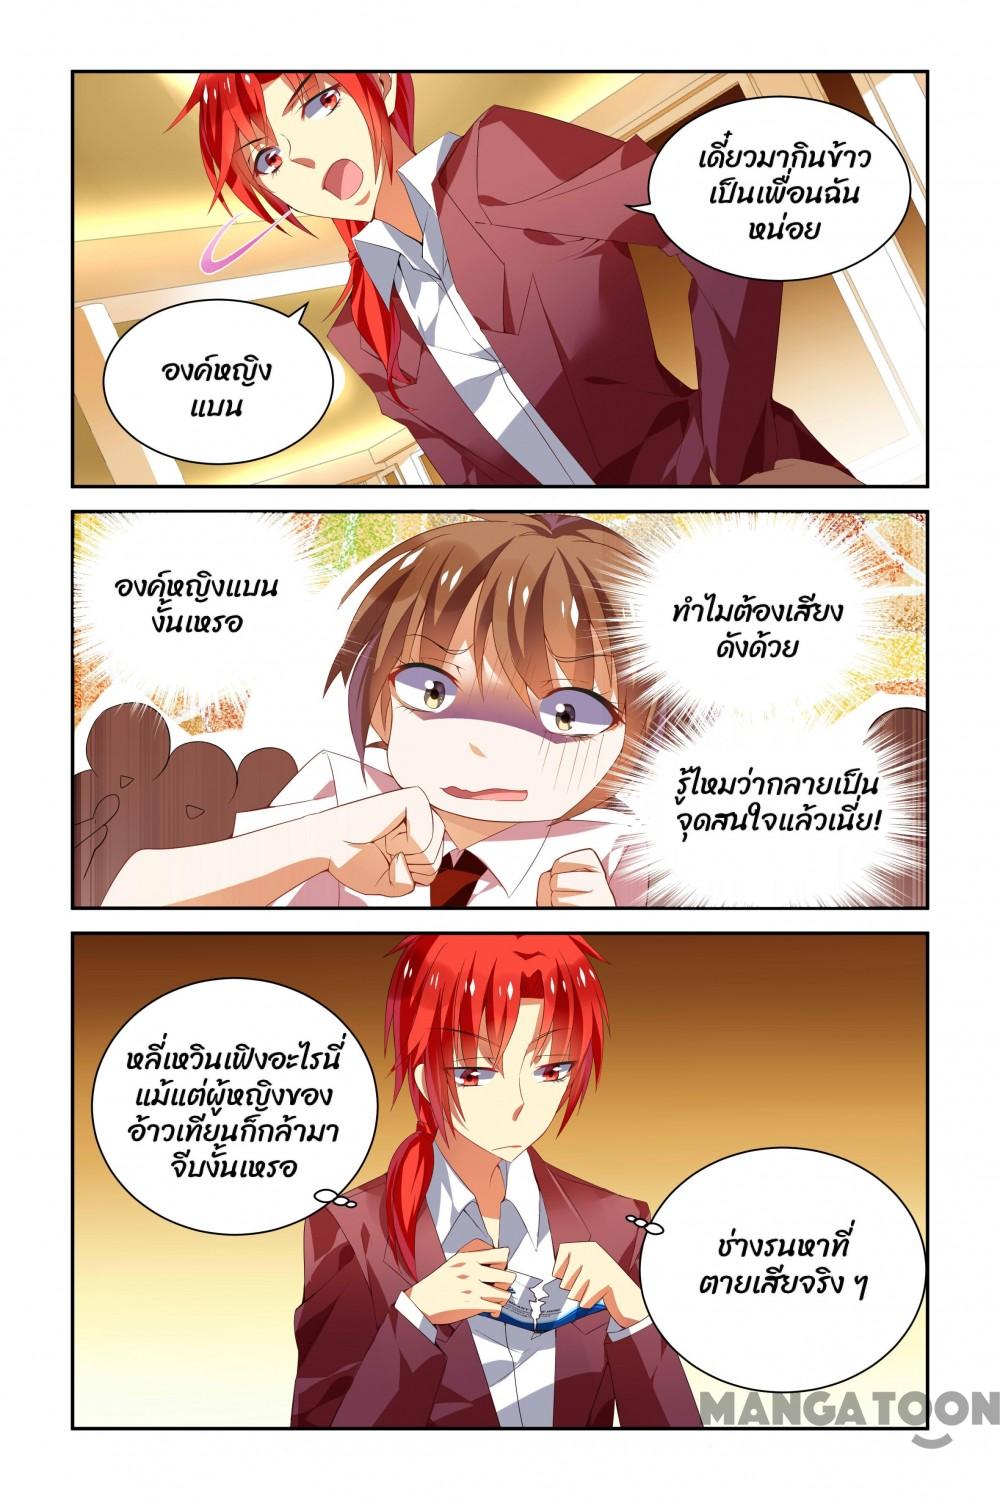 เดี๋ยวมากินข้าว
เป็นเพื่อนฉัน
หน่อย
องค์หญิง
แบน
องค์หญิงแบน
งั้นเหรอ
ทำไมต้องเสียง
ดังด้วย
รู้ไหมว่ากลายเป็น
จุดสนใจแล้วเนี่ย!
หลี่เหวินเฟิงอะไรนี่
แม้แต่ผู้หญิงของ
อ้าวเทียนก็กล้ามา
จีบงั้นเหรอ
ช่างรนหาที่
ตายเสียจริง ๆ
MANGATOON